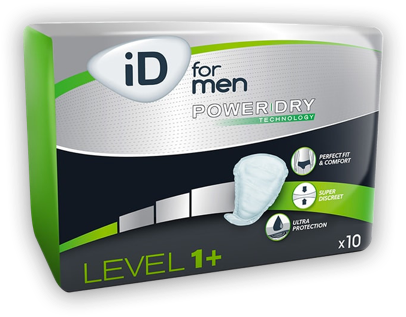 iD
for
men
POWER DRY
TECHNOLOGY
PERFECT FIT
& COMFORT
SUPER
DISCREET
ULTRA
PROTECTION
LEVEL 1+
x10